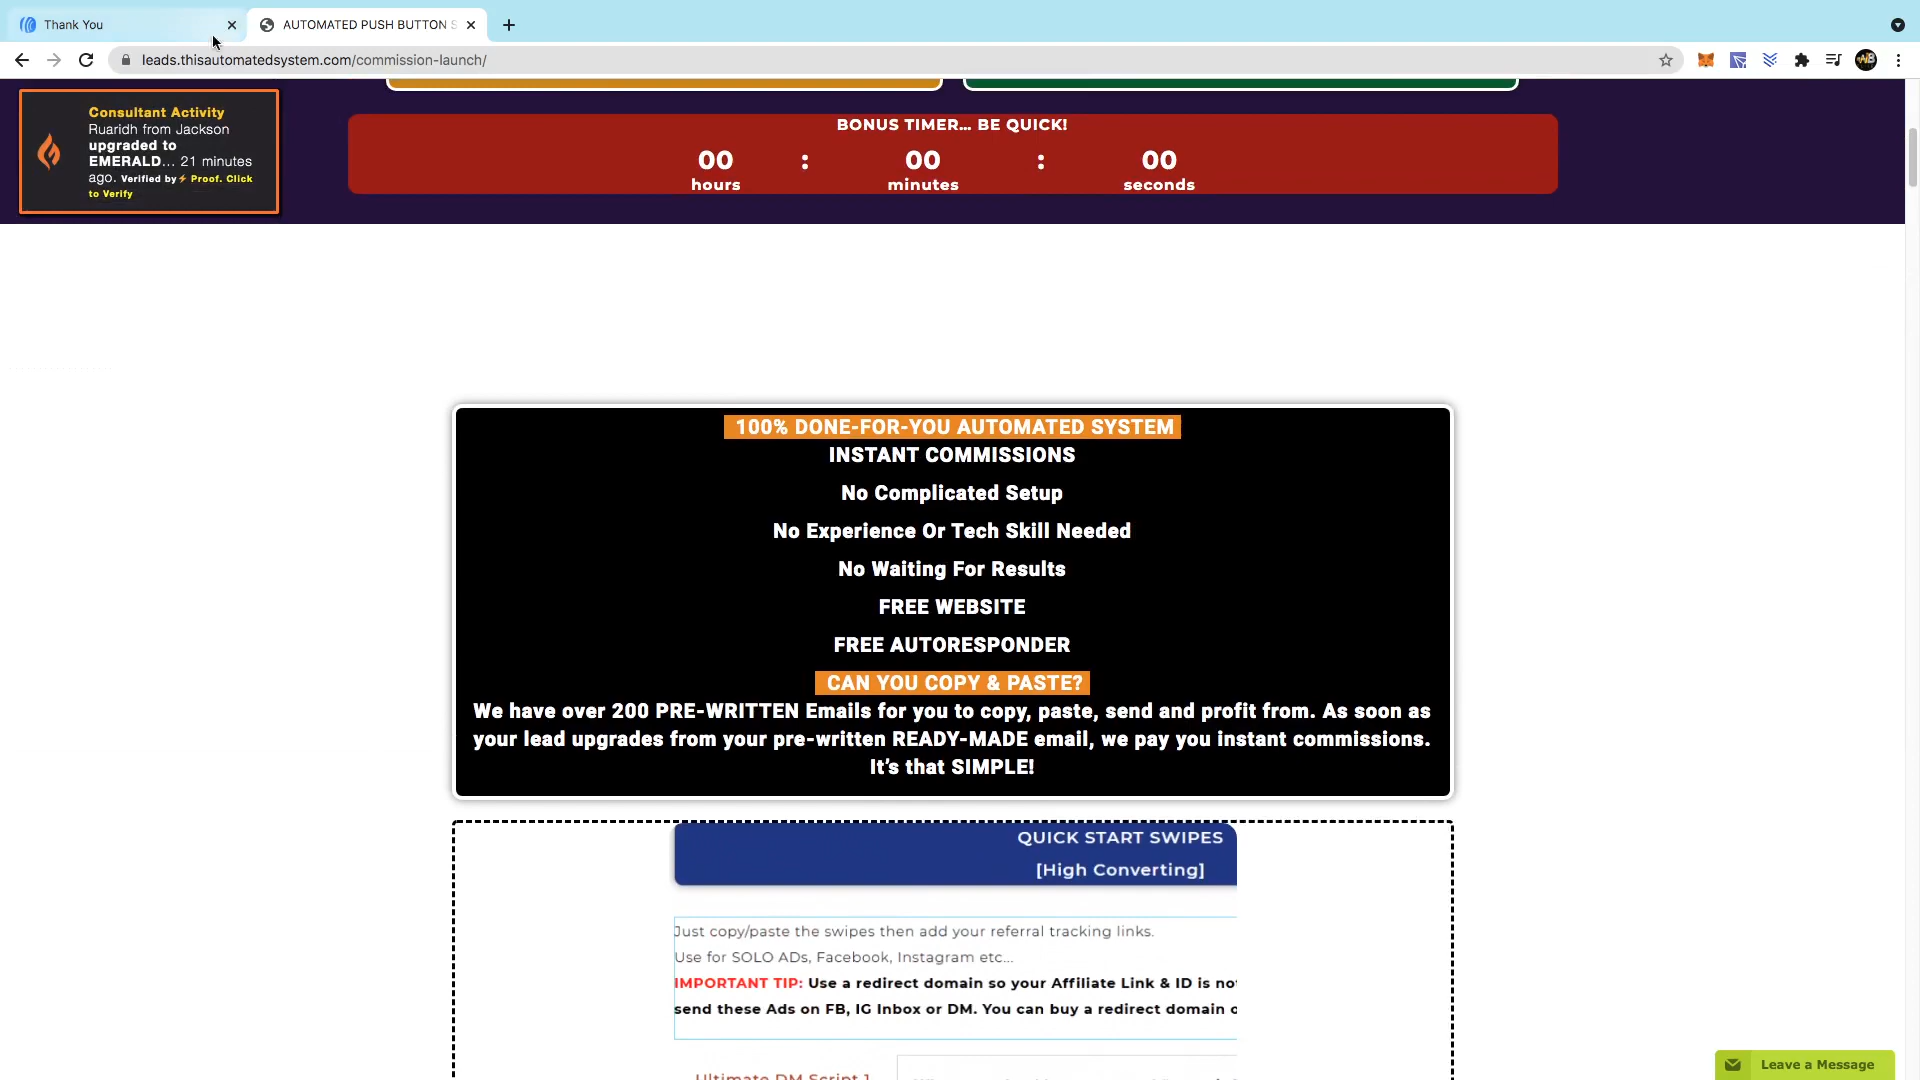 Thank You
AUTOMATED PUSH BUTTON S
leads.thisautomatedsystem.com/commission-launch/
Consultant Activity
Ruaridh from Jackson
upgraded to
EMERALD... 21 minutes
ago. Verified by⚡ Proof. Click
to Verify
BONUS TIMER... BE QUICK!
00 : 00 : 00
hours minutes seconds
100% DONE-FOR-YOU AUTOMATED SYSTEM
INSTANT COMMISSIONS
No Complicated Setup
No Experience Or Tech Skill Needed
No Waiting For Results
FREE WEBSITE
FREE AUTORESPONDER
CAN YOU COPY & PASTE?
We have over 200 PRE-WRITTEN Emails for you to copy, paste, send and profit from. As soon as
your lead upgrades from your pre-written READY-MADE email, we pay you instant commissions.
It's that SIMPLE!
QUICK START SWIPES
[High Converting]
Just copy/paste the swipes then add your referral tracking links.
Use for SOLO ADs, Facebook, Instagram etc...
IMPORTANT TIP: Use a redirect domain so your Affiliate Link & ID is
send these Ads on FB, IG Inbox or DM. You can buy a redirect domain
Ultimate DM Script 1
Leave a Message